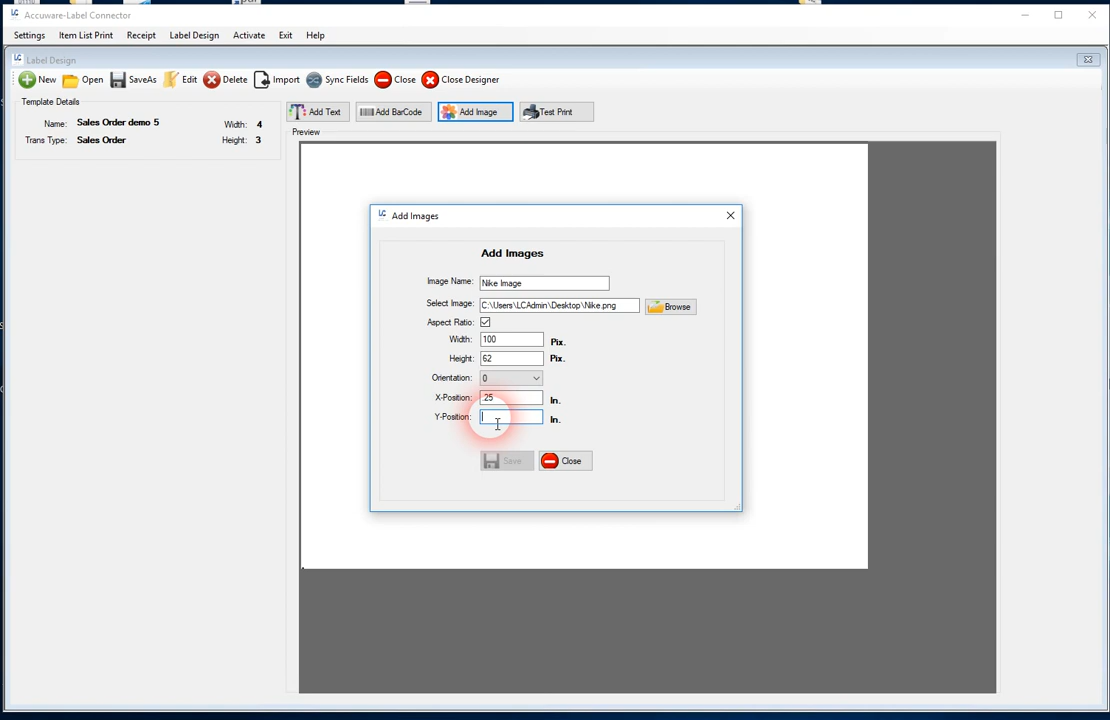 Accuware-Label Connector
Settings Item List Print Receipt Label Design Activate Exit Help
Label Design
New Open SaveAs Edit Delete Import Sync Fields Close Close Designer
Template Details
Name: Sales Order demo 5 Width: 4
Trans Type: Sales Order Height: 3
Add Text Add BarCode Add Image Test Print
Preview
Add Images
Add Images
Image Name: Nike Image
Select Image: C:\Users\LCAdmin\Desktop\Nike.png Browse
Aspect Ratio:
Width: 100 Pix.
Height: 62 Pix.
Orientation: 0
X-Position: .25 In.
Y-Position: In.
Save Close